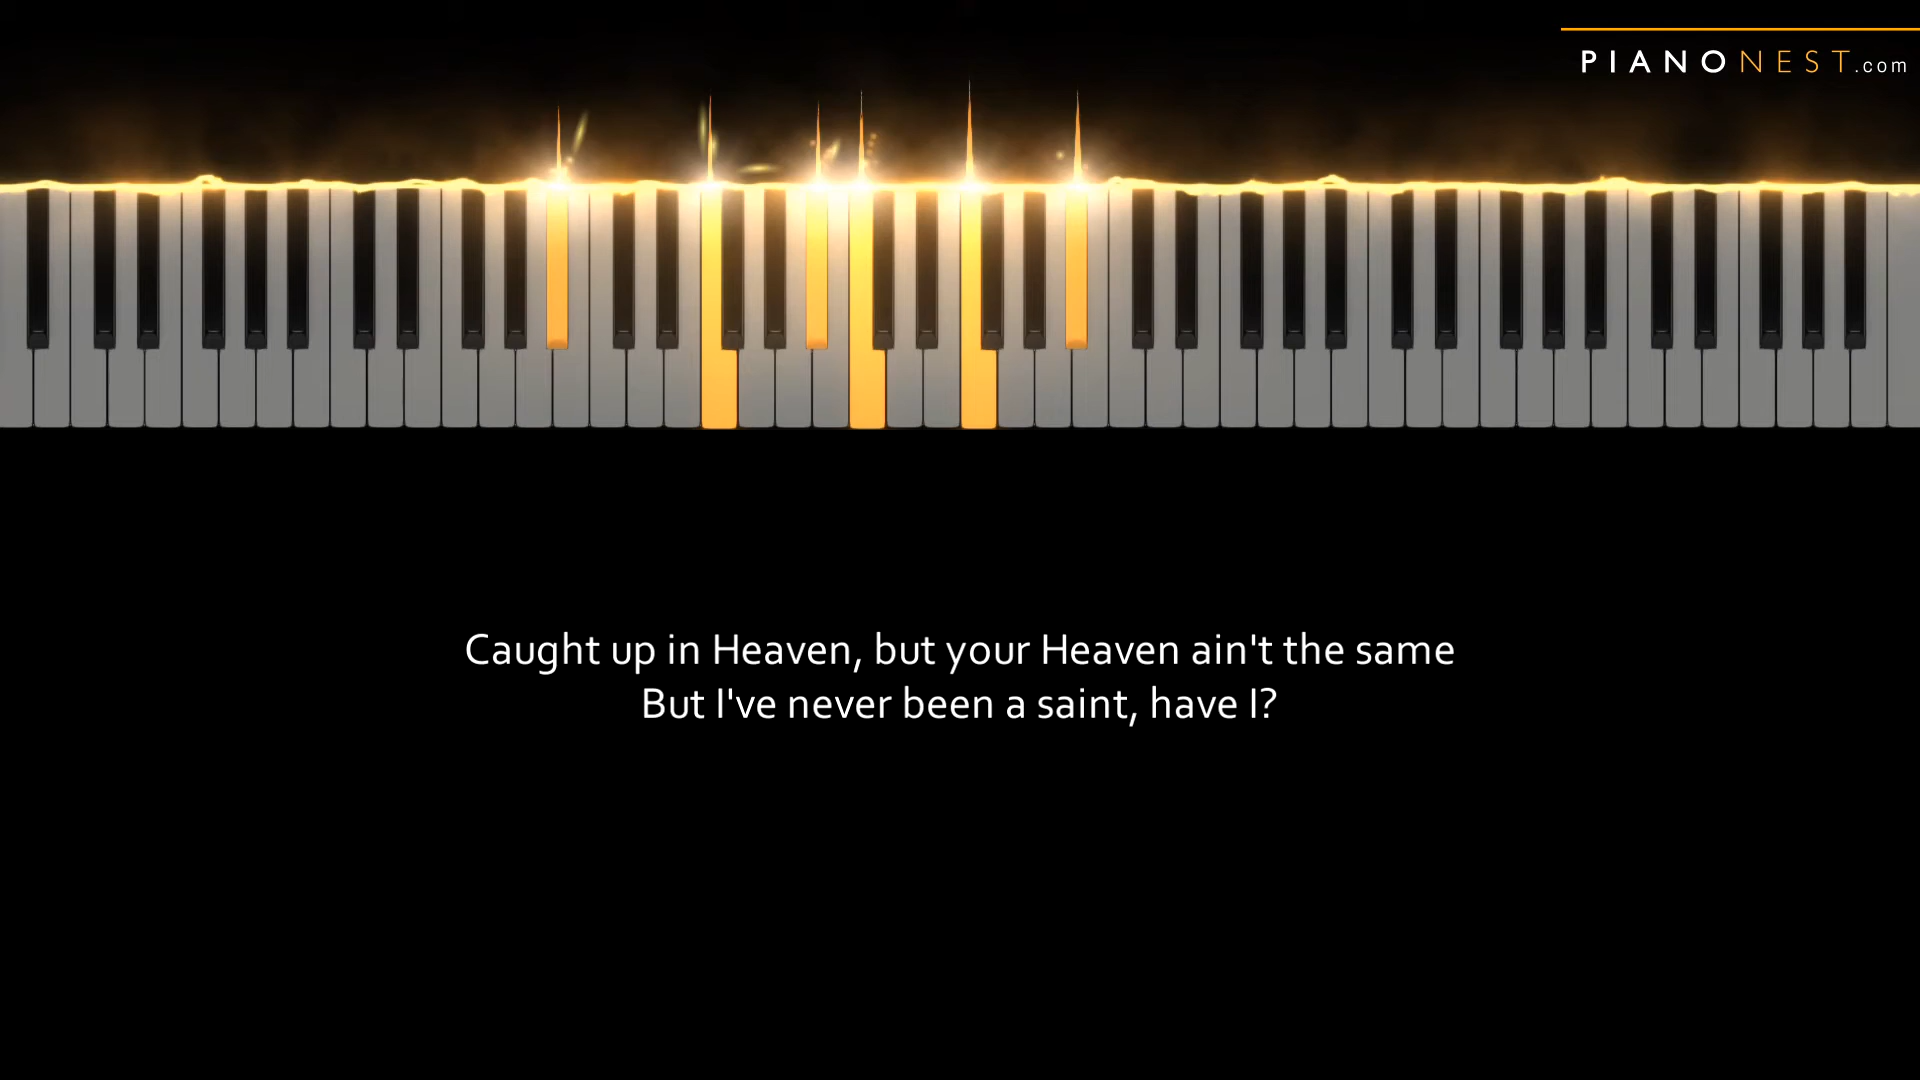 PIANONEST.com
Caught up in Heaven, but your Heaven ain't the same
But I've never been a saint, have I?